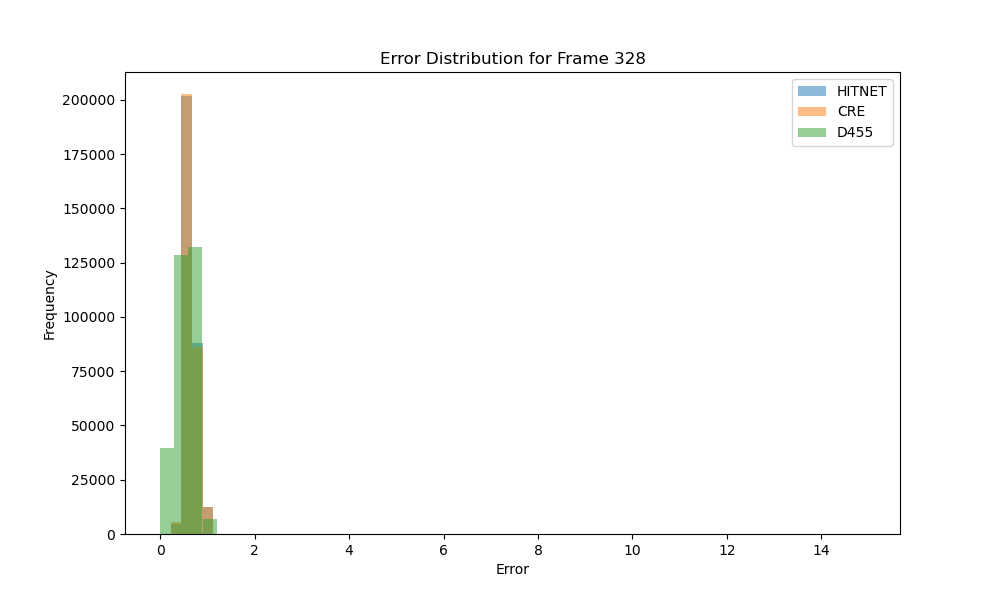 Error Distribution for Frame 328
HITNET
CRE
D455
200000
175000
150000
125000
100000
75000
50000
25000
0
Frequency
0 2 4 6 8 10 12 14
Error